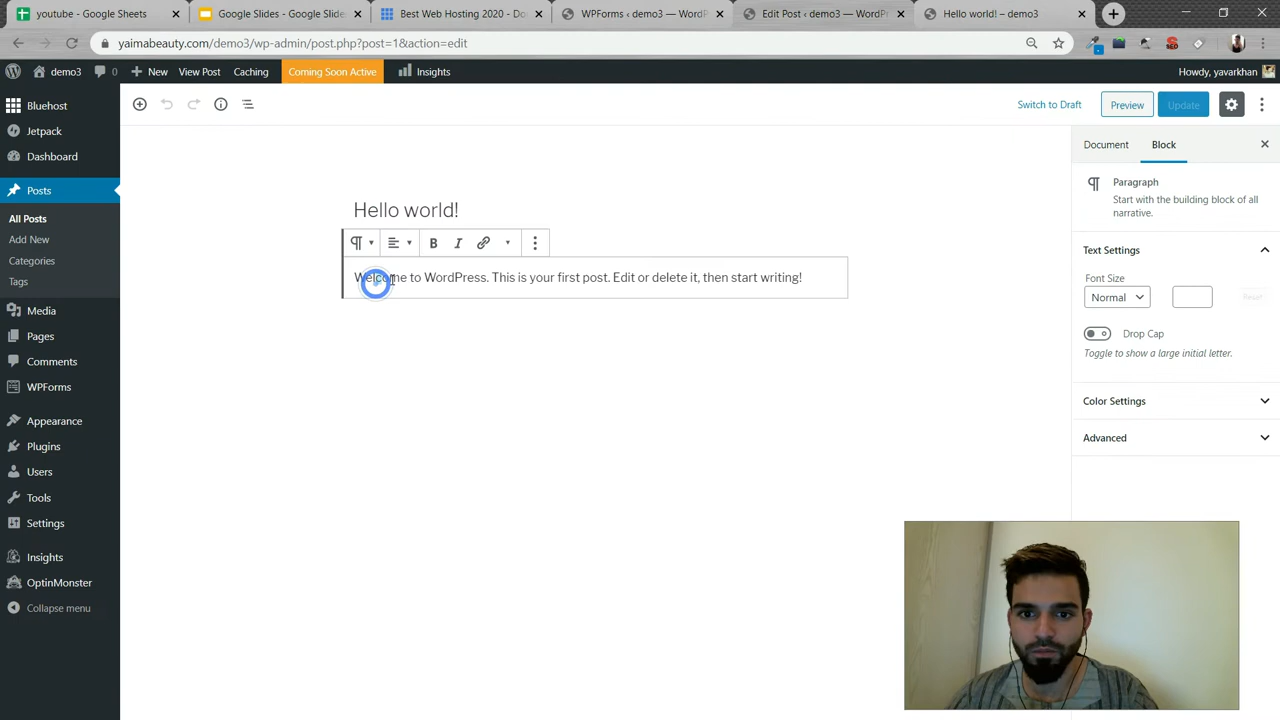 youtube - Google Sheets
Google Slides - Google Slides
Best Web Hosting 2020 - Do
WPForms ‹ demo3 — WordP
Edit Post ‹ demo3 — WordPr
Hello world! – demo3
yaimabeauty.com/demo3/wp-admin/post.php?post=1&action=edit
demo3
0
New
View Post
Caching
Coming Soon Active
Insights
Howdy, yavarkhan
Bluehost
Jetpack
Dashboard
Posts
All Posts
Add New
Categories
Tags
Media
Pages
Comments
WPForms
Appearance
Plugins
Users
Tools
Settings
Insights
OptinMonster
Collapse menu
Switch to Draft
Preview
Update
Hello world!
B I
Welcome to WordPress. This is your first post. Edit or delete it, then start writing!
Document
Block
Paragraph
Start with the building block of all
narrative.
Text Settings
Font Size
Normal
Reset
Drop Cap
Toggle to show a large initial letter.
Color Settings
Advanced